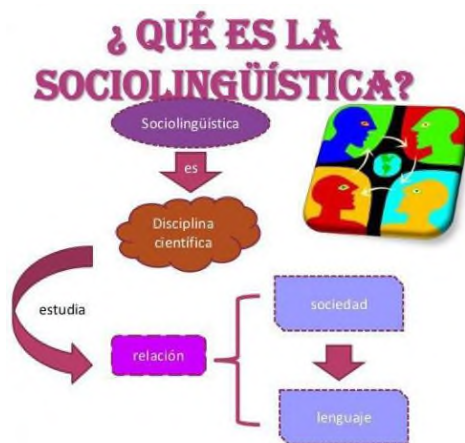 ¿ QUÉ ES LA
SOCIOLINGÜÍSTICA?
Sociolingüística
es
Disciplina
científica
estudia
relación
sociedad
lenguaje